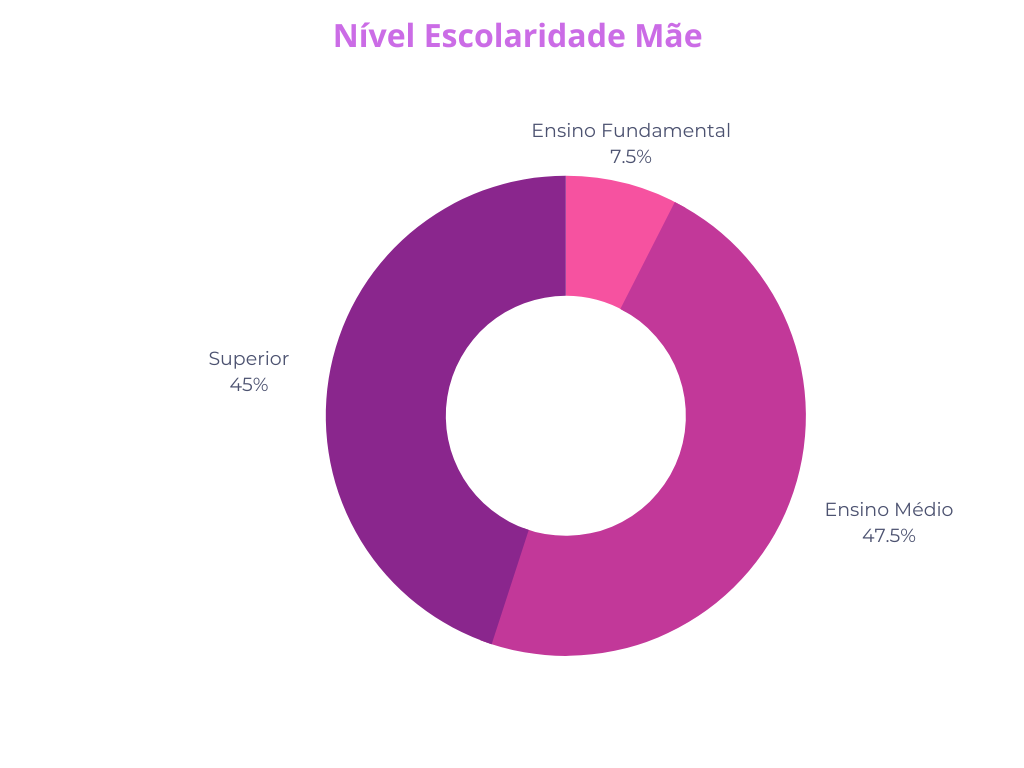 Nível Escolaridade Mãe
Ensino Fundamental
7.5%
Superior
45%
Ensino Médio
47.5%